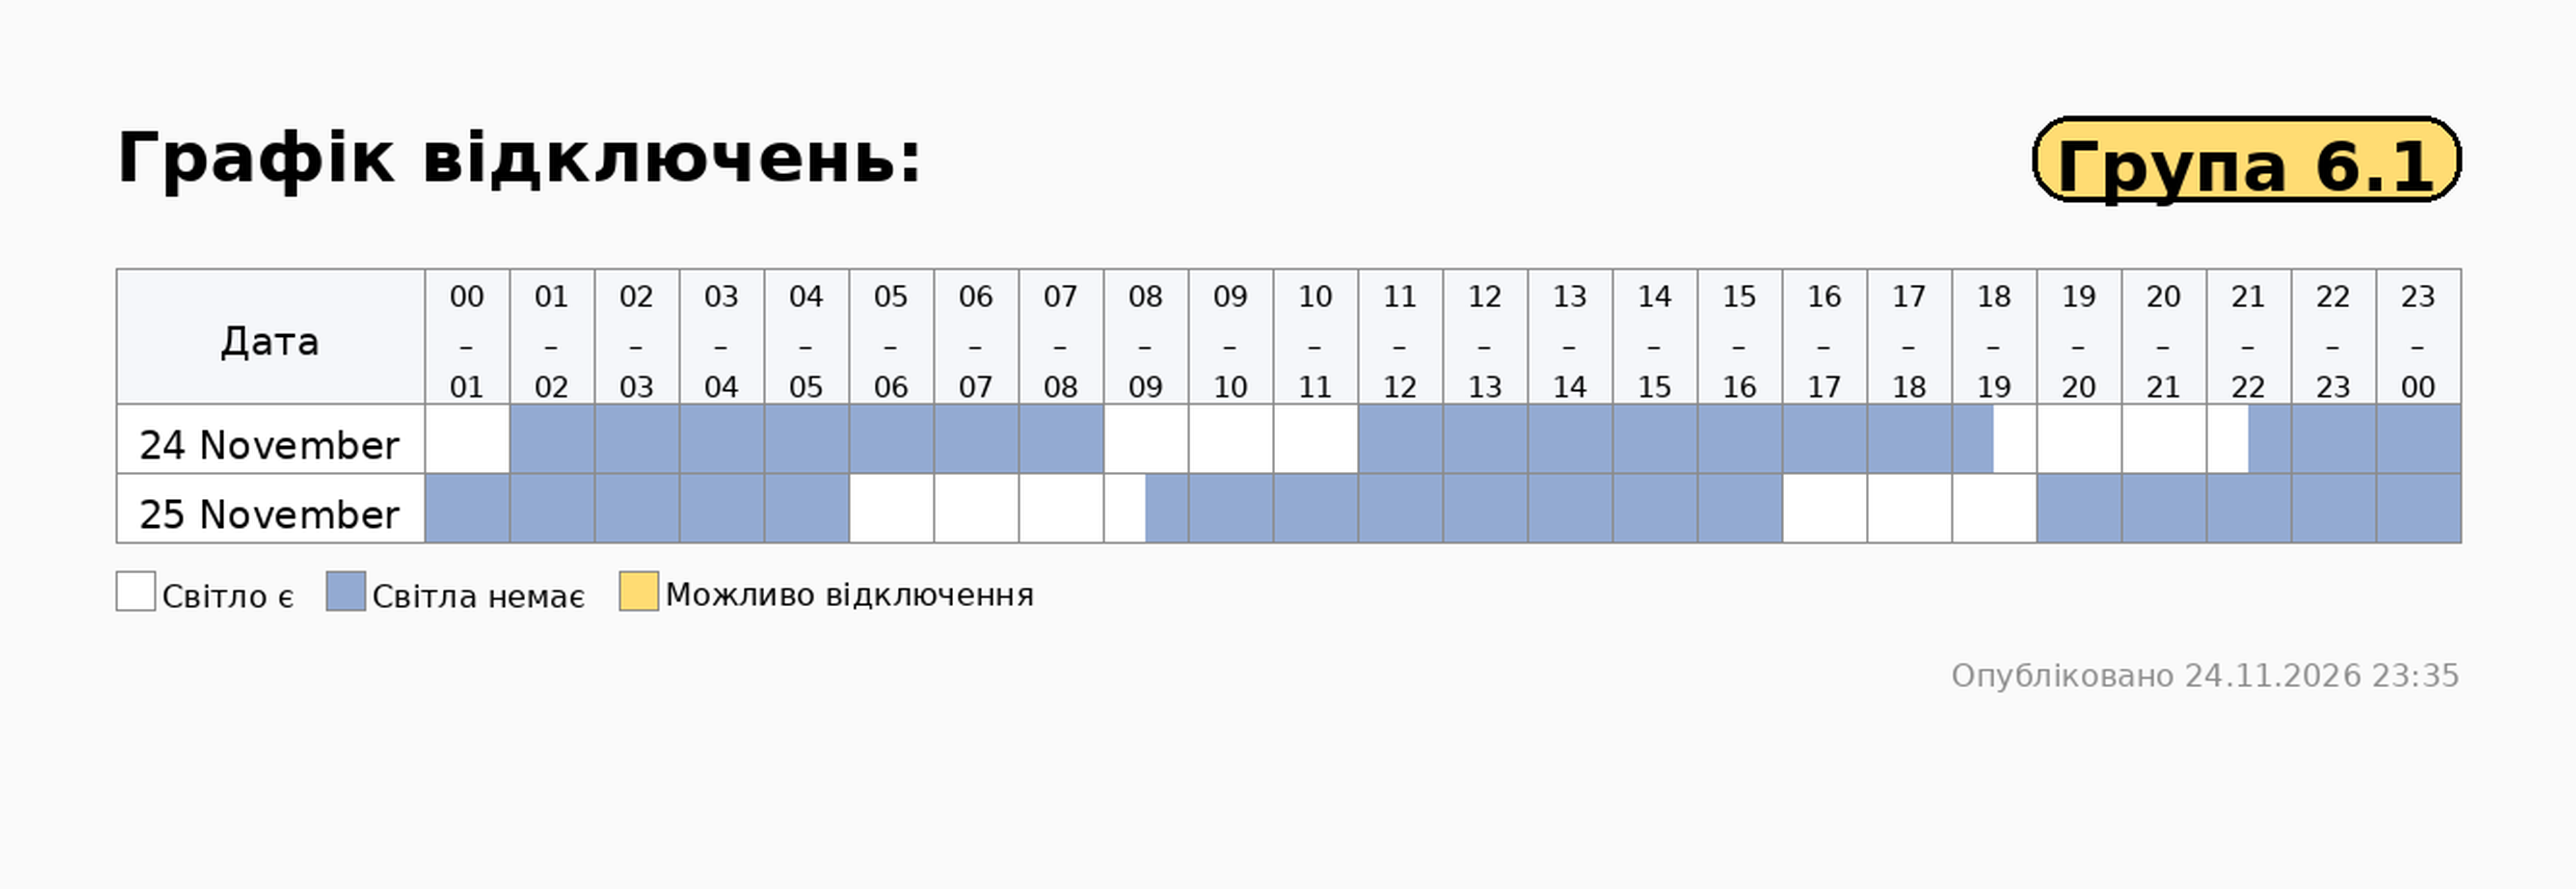 Графік відключень:
Група 6.1
Дата
00 – 01
01 – 02
02 – 03
03 – 04
04 – 05
05 – 06
06 – 07
07 – 08
08 – 09
09 – 10
10 – 11
11 – 12
12 – 13
13 – 14
14 – 15
15 – 16
16 – 17
17 – 18
18 – 19
19 – 20
20 – 21
21 – 22
22 – 23
23 – 00
24 November
25 November
Світло є
Світла немає
Можливо відключення
Опубліковано 24.11.2026 23:35